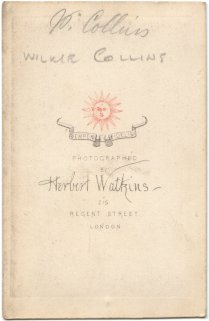 W. Collins
WILKIE COLLINS
PHOTOGRAPHED
BY
Herbert Watkins
215
REGENT STREET
LONDON